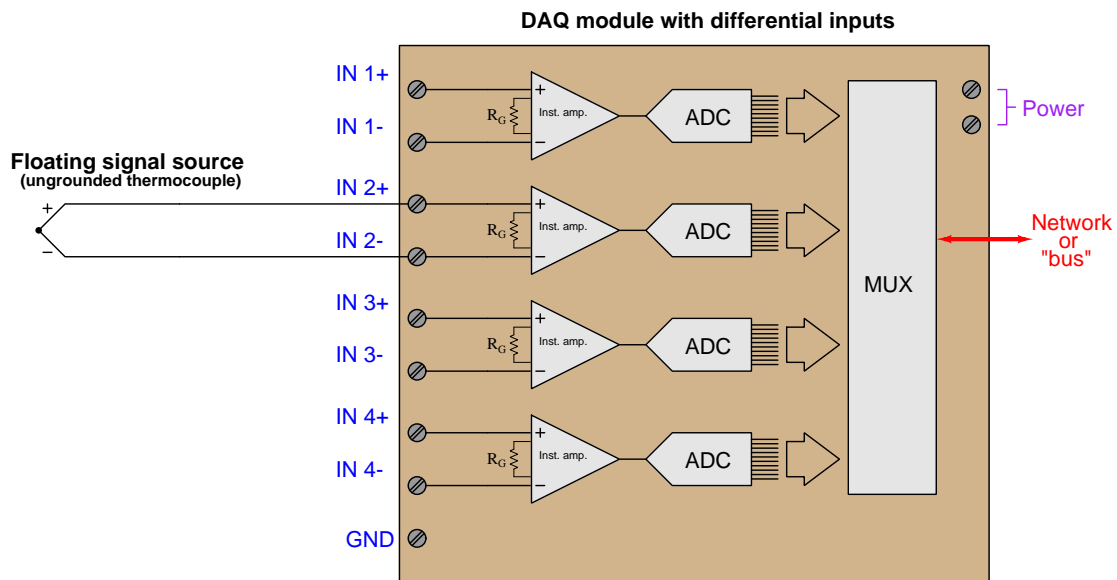 DAQ module with differential inputs
IN 1+
IN 1-
Floating signal source
(ungrounded thermocouple)
+
−
IN 2+
IN 2-
IN 3+
IN 3-
IN 4+
IN 4-
GND
RG
+
Inst. amp.
−
ADC
RG
+
Inst. amp.
−
ADC
RG
+
Inst. amp.
−
ADC
RG
+
Inst. amp.
−
ADC
MUX
Power
Network
or
"bus"